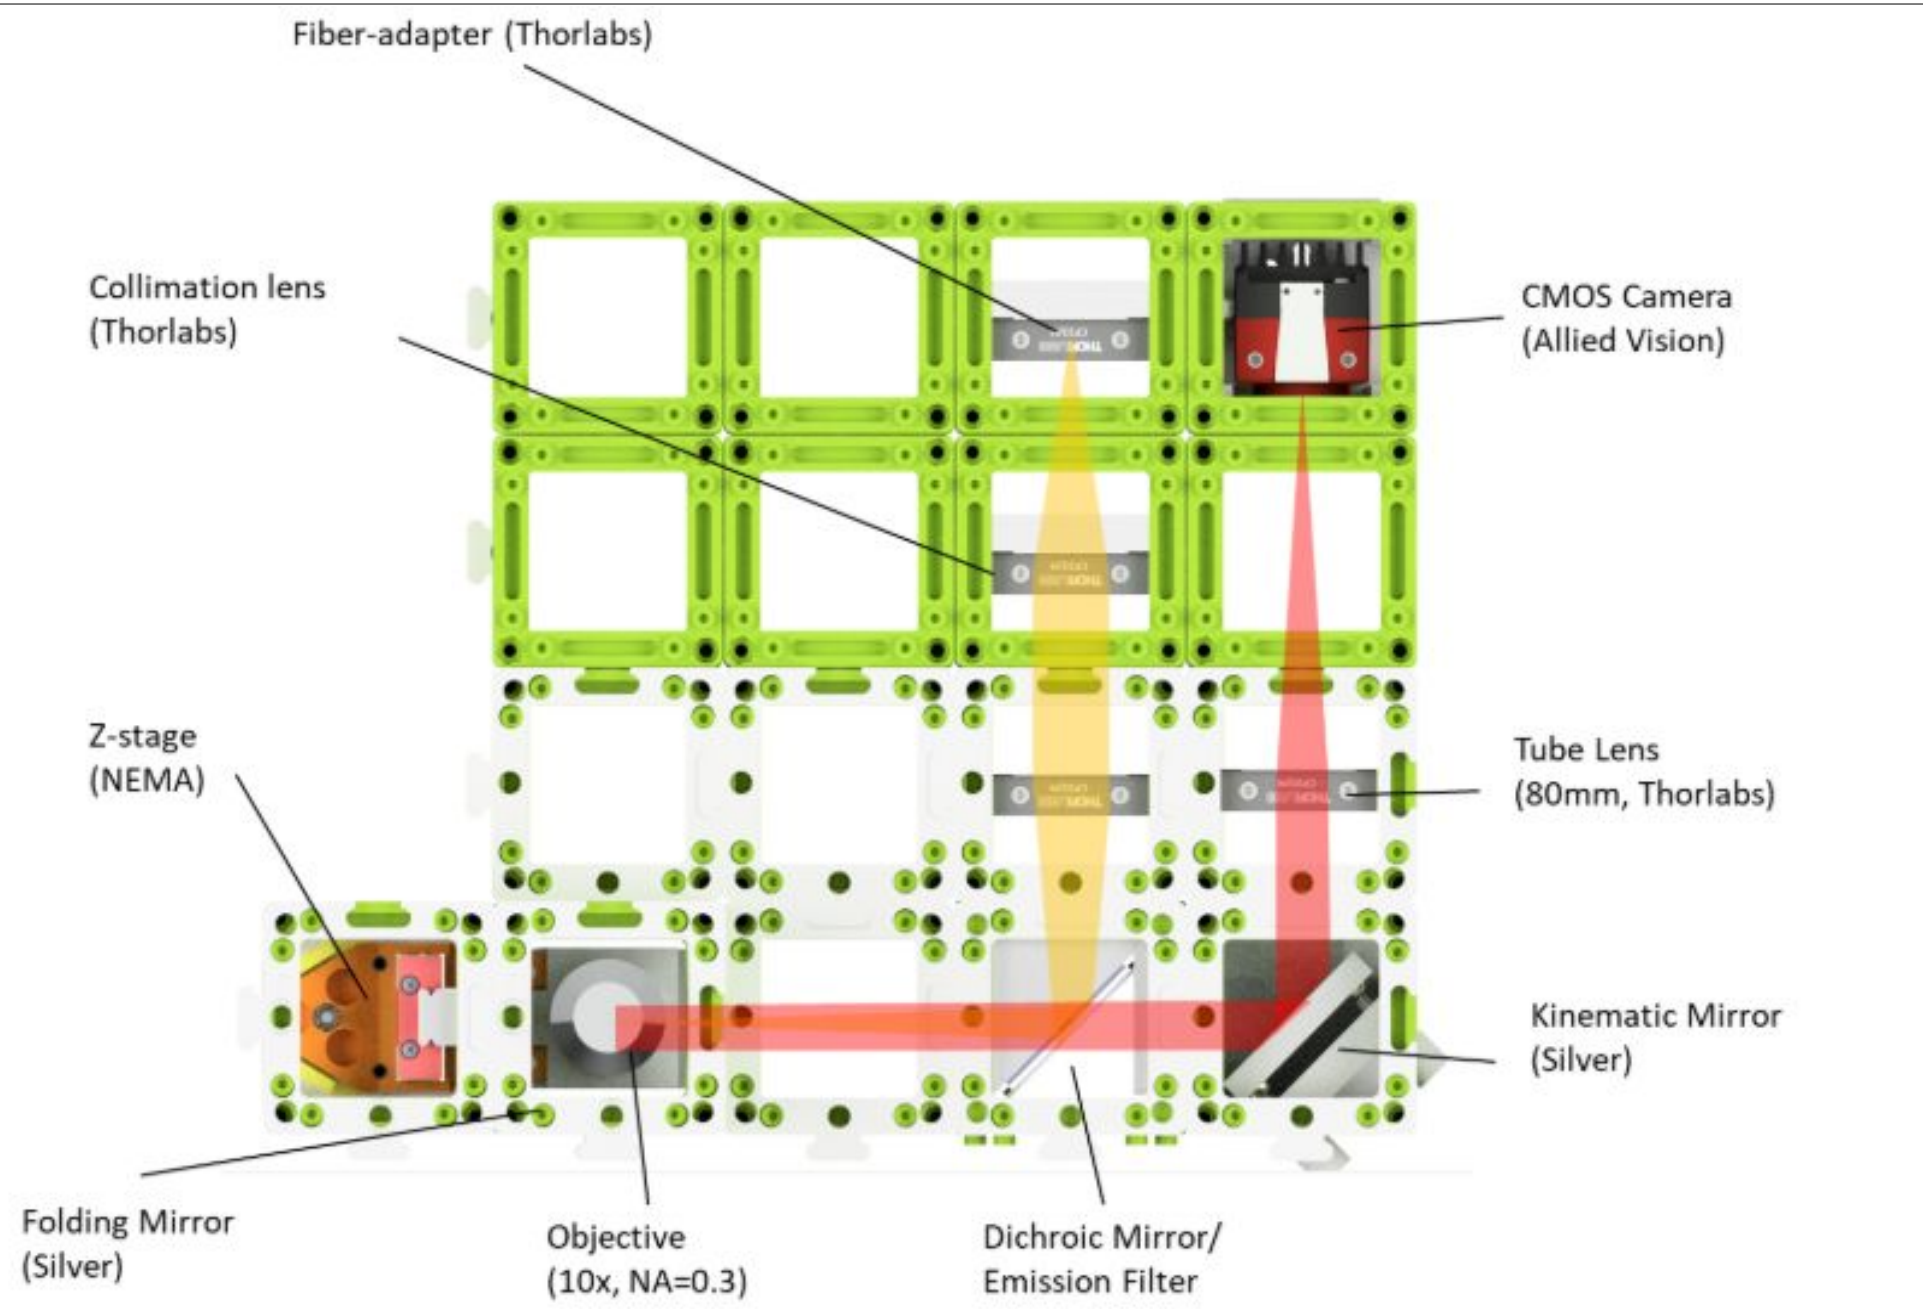 Fiber-adapter (Thorlabs)
Collimation lens
(Thorlabs)
CMOS Camera
(Allied Vision)
Z-stage
(NEMA)
Tube Lens
(80mm, Thorlabs)
Kinematic Mirror
(Silver)
Folding Mirror
(Silver)
Objective
(10x, NA=0.3)
Dichroic Mirror/
Emission Filter